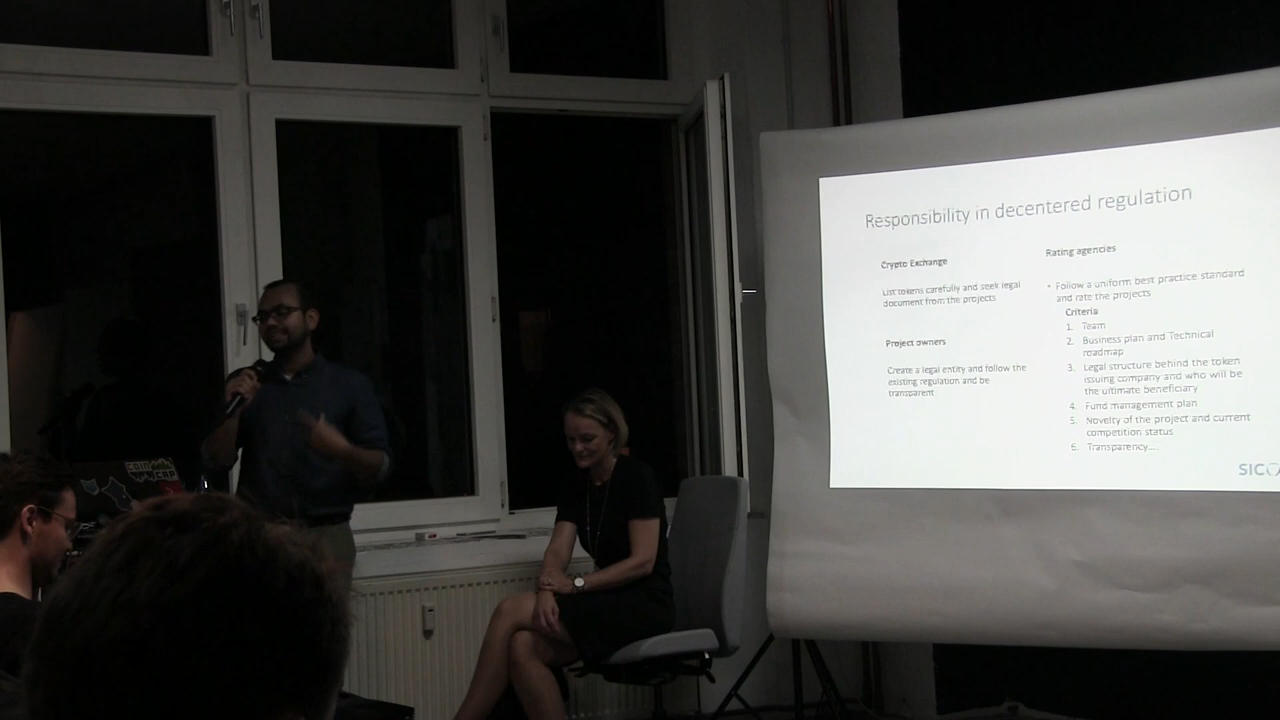 Responsibility in decentered regulation
Crypto Exchange
List tokens carefully and seek legal
document from the projects
Project owners
Create a legal entity and follow the
existing regulation and be
transparent
Rating agencies
• Follow a uniform best practice standard
and rate the projects
Criteria
1. Team
2. Business plan and Technical
roadmap
3. Legal structure behind the token
issuing company and who will be
the ultimate beneficiary
4. Fund management plan
5. Novelty of the project and current
competition status
6. Transparency....
COIN